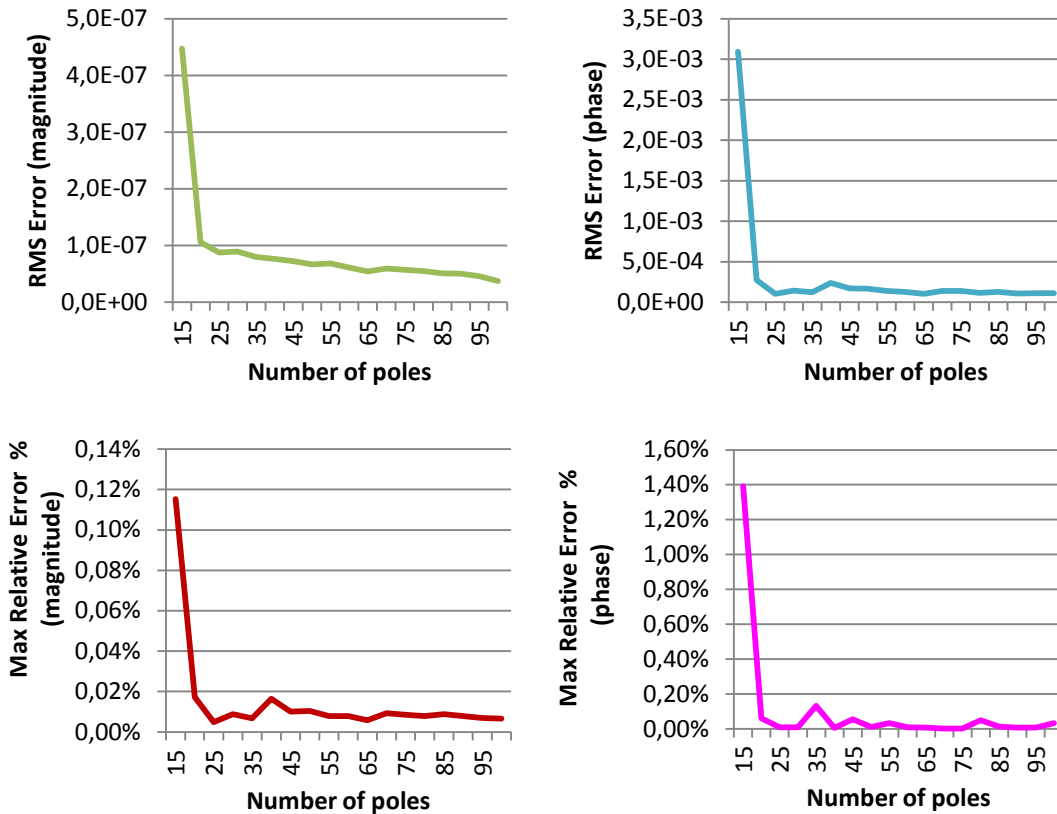 RMS Error (magnitude)
5,0E-07
4,0E-07
3,0E-07
2,0E-07
1,0E-07
0,0E+00
15 25 35 45 55 65 75 85 95
Number of poles
RMS Error (phase)
3,5E-03
3,0E-03
2,5E-03
2,0E-03
1,5E-03
1,0E-03
5,0E-04
0,0E+00
15 25 35 45 55 65 75 85 95
Number of poles
Max Relative Error %
(magnitude)
0,14%
0,12%
0,10%
0,08%
0,06%
0,04%
0,02%
0,00%
15 25 35 45 55 65 75 85 95
Number of poles
Max Relative Error %
(phase)
1,60%
1,40%
1,20%
1,00%
0,80%
0,60%
0,40%
0,20%
0,00%
15 25 35 45 55 65 75 85 95
Number of poles